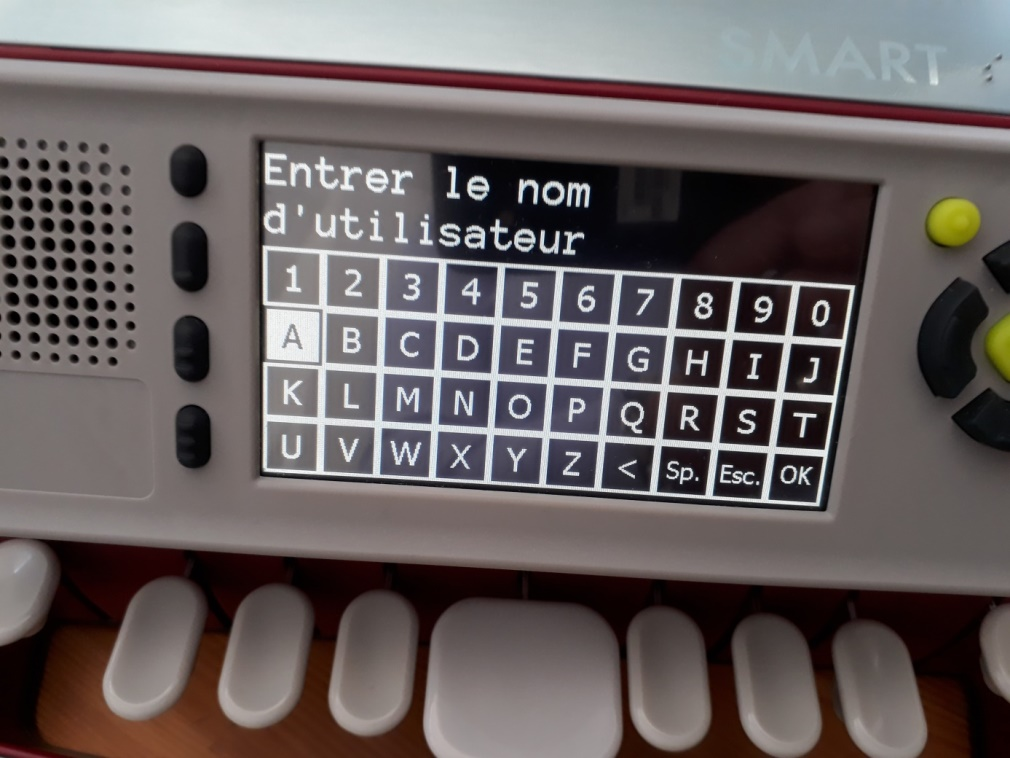 SMART
Entrer le nom
d'utilisateur
1 2 3 4 5 6 7 8 9 0
A B C D E F G H I J
K L M N O P Q R S T
U V W X Y Z < Sp. Esc. OK